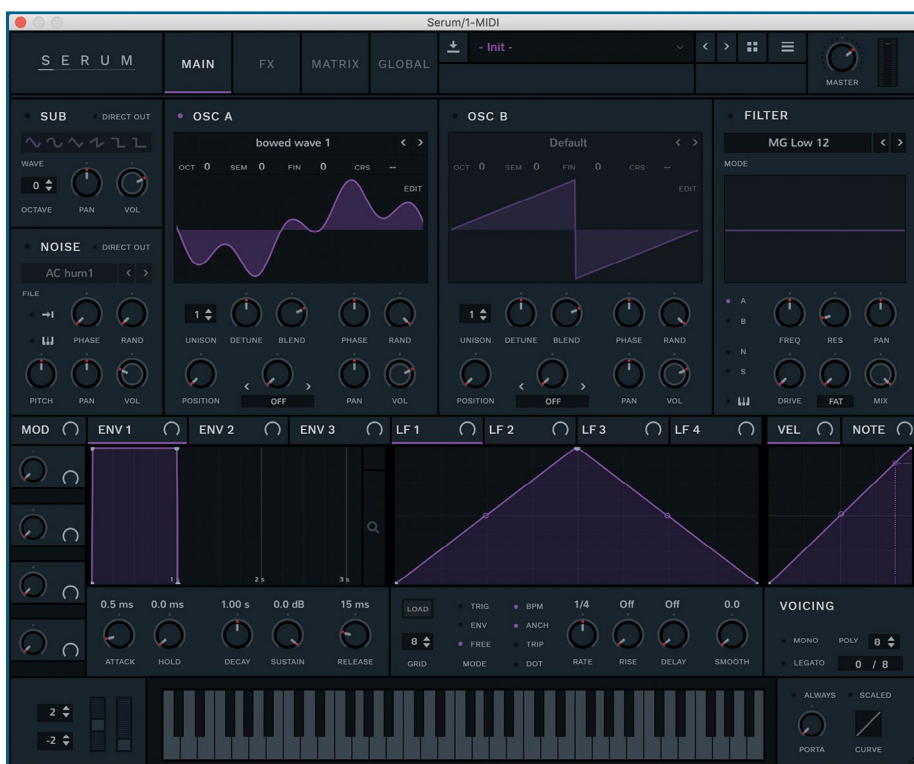 Serum/1-MIDI
SERUM
MAIN
FX
MATRIX
GLOBAL
- Init -
MASTER
SUB
DIRECT OUT
WAVE
0
OCTAVE PAN VOL
NOISE
DIRECT OUT
AC hum1
FILE
PHASE RAND
PITCH PAN VOL
OSC A
bowed wave 1
OCT 0 SEM 0 FIN 0 CRS --
EDIT
1
UNISON DETUNE BLEND PHASE RAND
POSITION OFF PAN VOL
OSC B
Default
OCT 0 SEM 0 FIN 0 CRS --
EDIT
1
UNISON DETUNE BLEND PHASE RAND
POSITION OFF PAN VOL
FILTER
MG Low 12
MODE
A
B
FREQ RES PAN
N
S
DRIVE FAT MIX
MOD
ENV 1
ENV 2
ENV 3
LF 1
LF 2
LF 3
LF 4
VEL
NOTE
1 s 2 s 3 s
0.5 ms 0.0 ms 1.00 s 0.0 dB 15 ms
ATTACK HOLD DECAY SUSTAIN RELEASE
LOAD
8
GRID
TRIG
ENV
FREE
MODE
BPM
ANCH
TRIP
DOT
1/4 Off Off 0.0
RATE RISE DELAY SMOOTH
VOICING
MONO POLY 8
LEGATO 0 / 8
2
-2
ALWAYS SCALED
PORTA CURVE